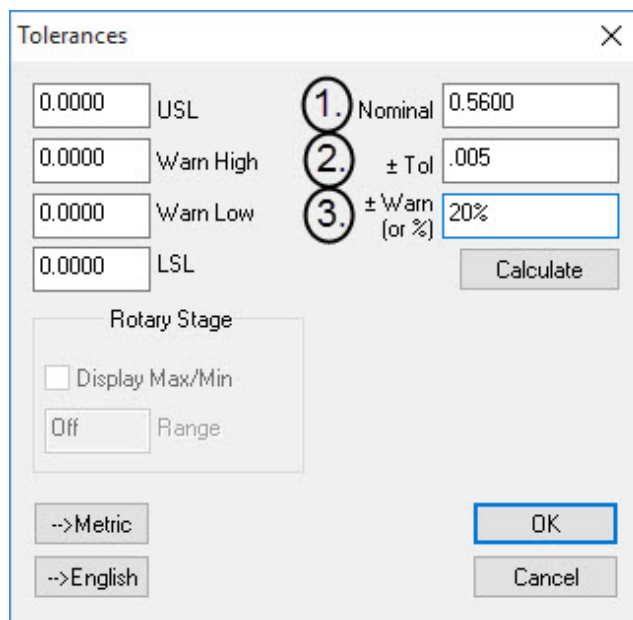 Tolerances
0.0000 USL
1. Nominal 0.5600
0.0000 Warn High
2. ± Tol .005
0.0000 Warn Low
3. ± Warn (or %) 20%
0.0000 LSL
Calculate
Rotary Stage
Display Max/Min
Off Range
-->Metric
OK
-->English
Cancel